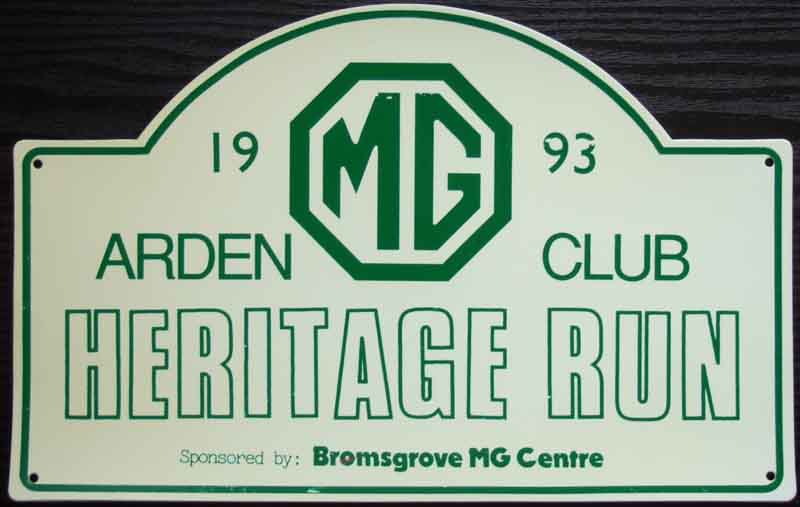 19 MG 93
ARDEN CLUB
HERITAGE RUN
Sponsored by: Bromsgrove MG Centre